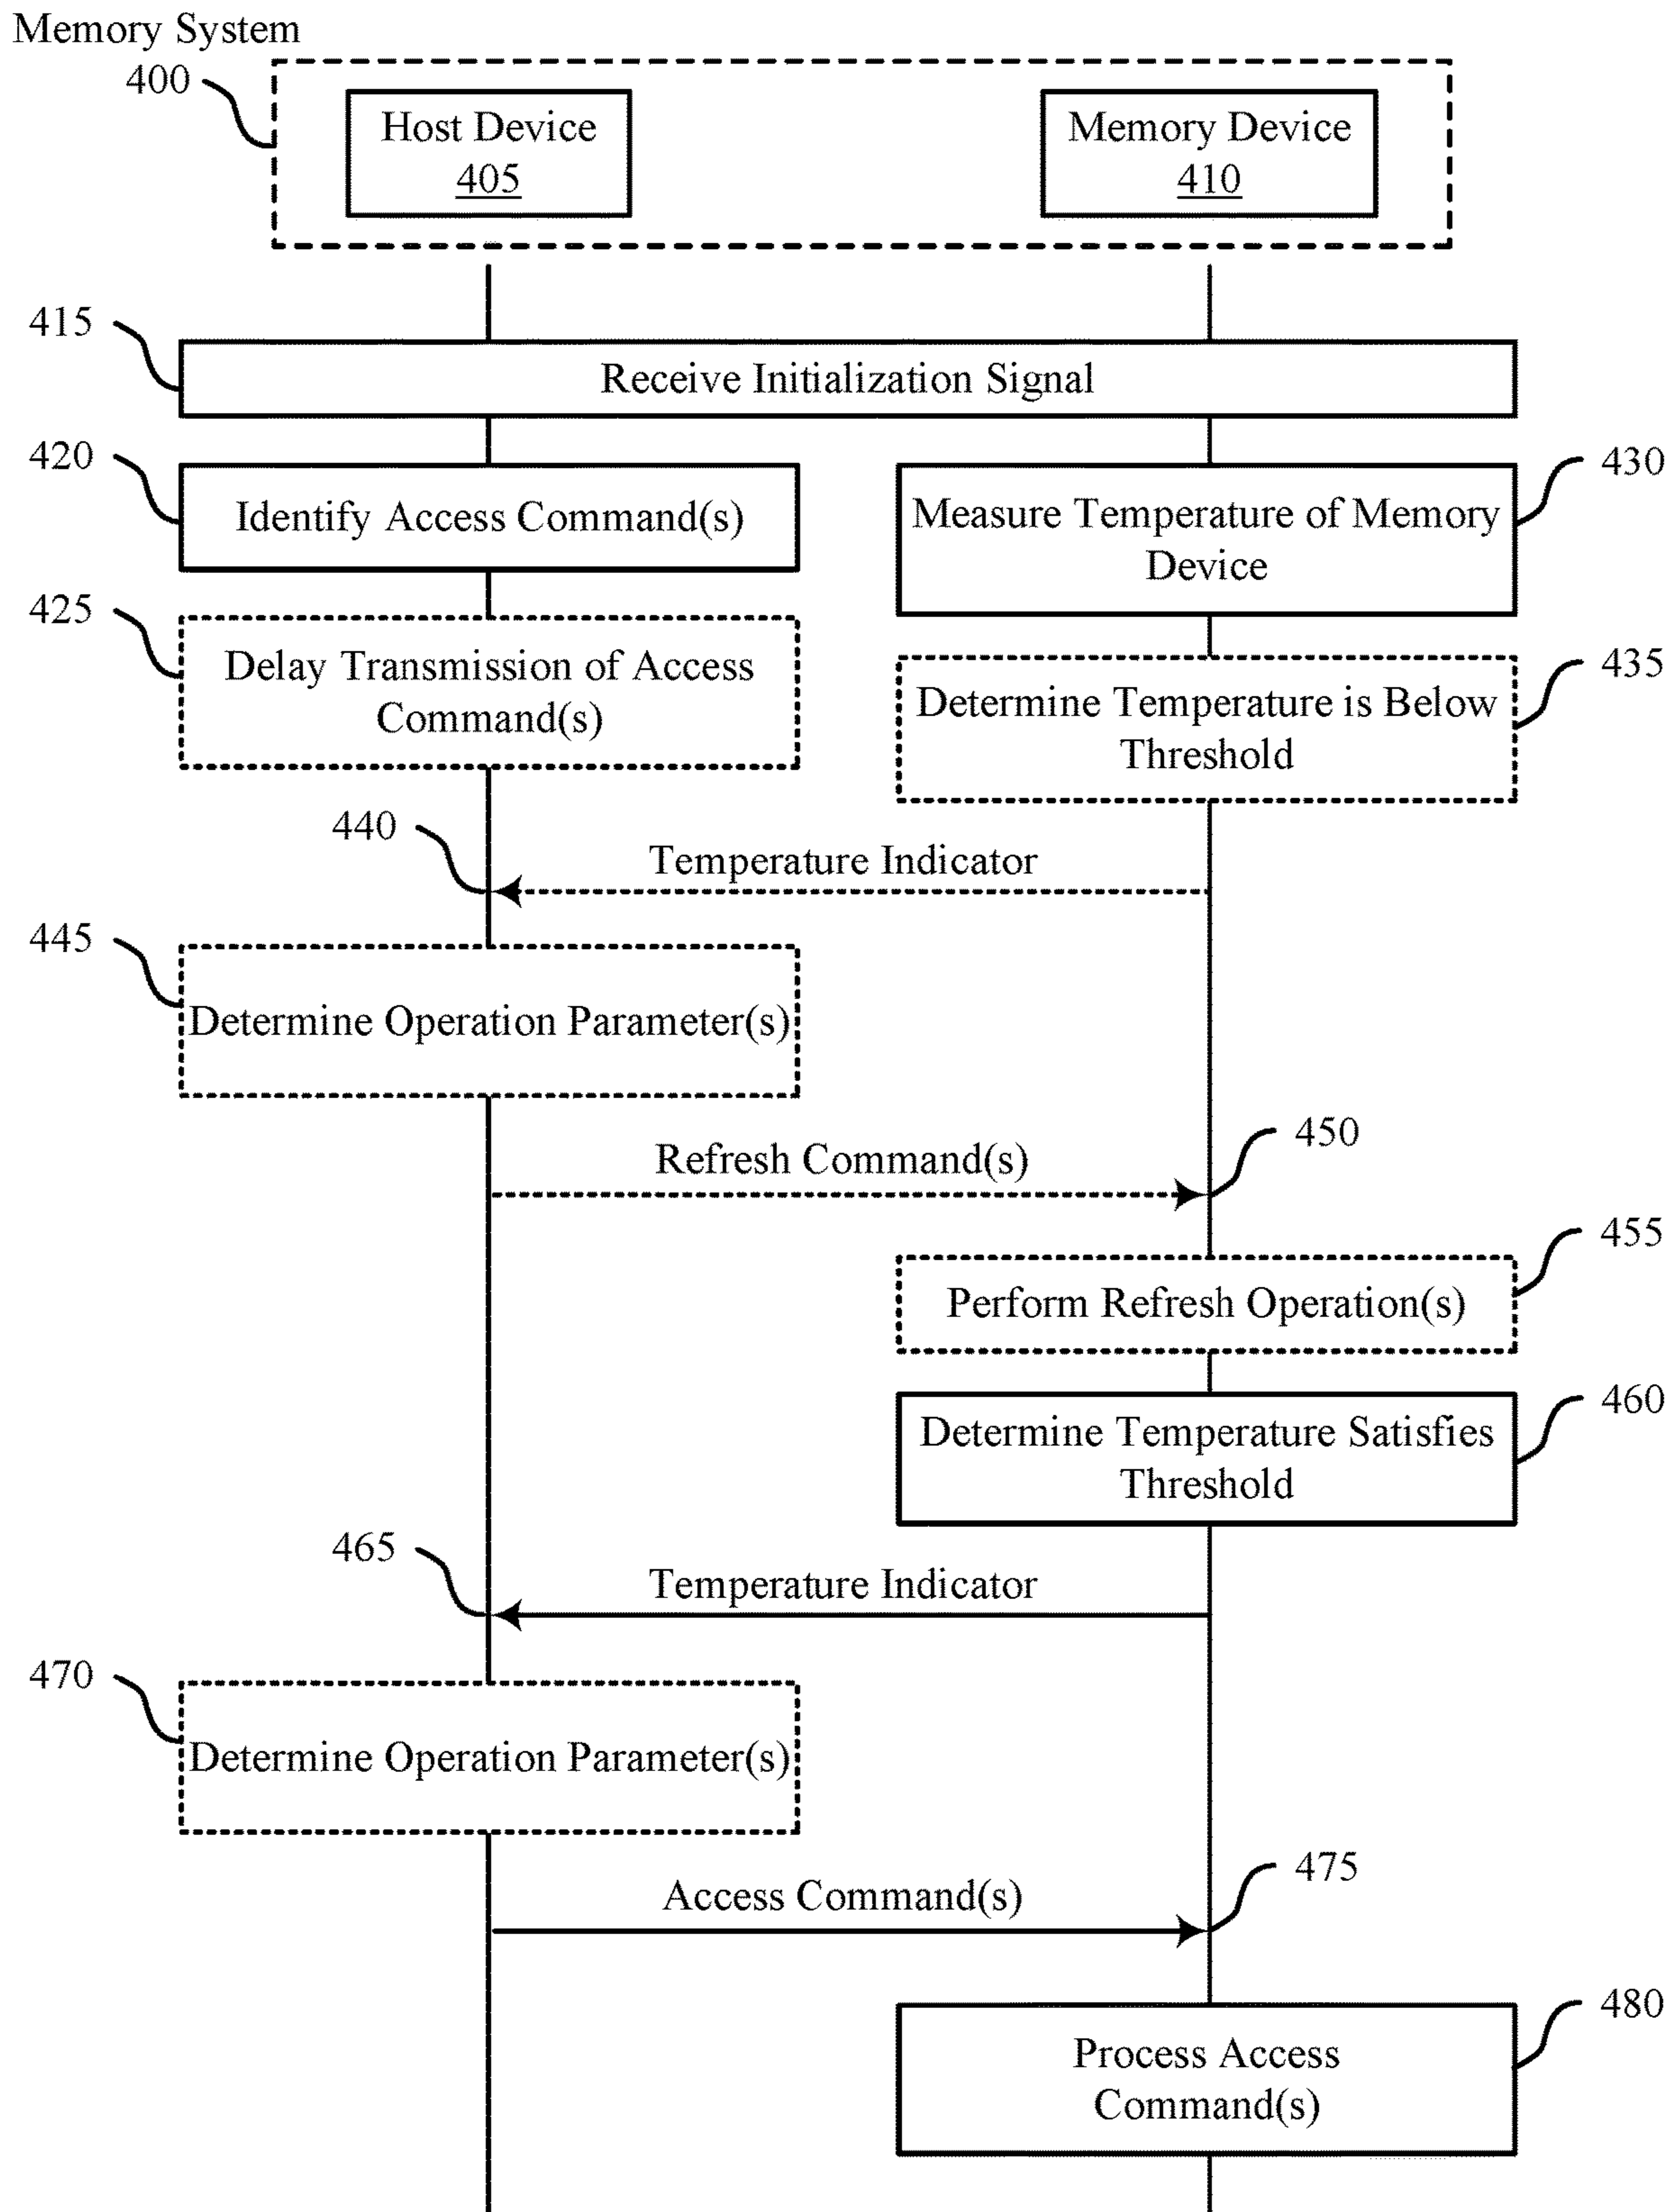 Memory System
400
Host Device
405
Memory Device
410
415
Receive Initialization Signal
420
Identify Access Command(s)
430
Measure Temperature of Memory
Device
425
Delay Transmission of Access
Command(s)
435
Determine Temperature is Below
Threshold
440
Temperature Indicator
445
Determine Operation Parameter(s)
450
Refresh Command(s)
455
Perform Refresh Operation(s)
460
Determine Temperature Satisfies
Threshold
465
Temperature Indicator
470
Determine Operation Parameter(s)
475
Access Command(s)
480
Process Access
Command(s)